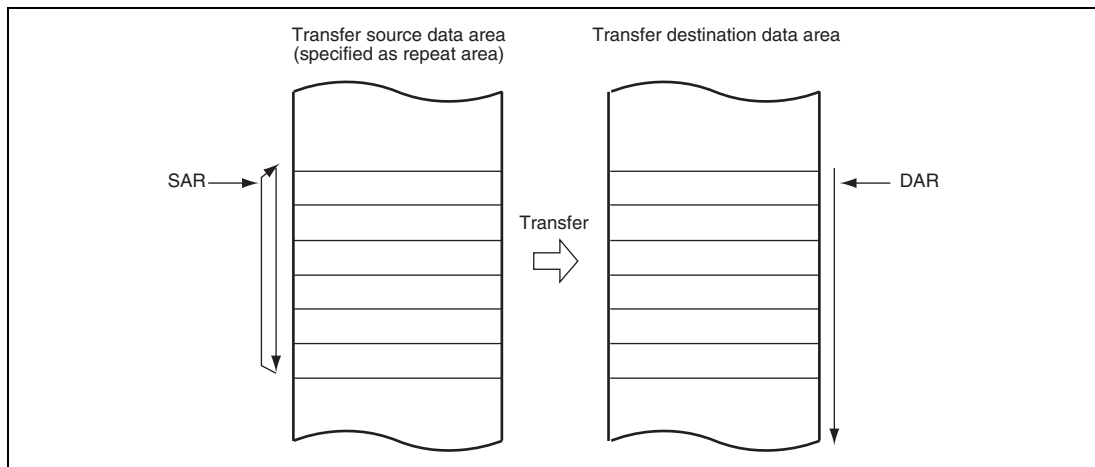 Transfer source data area
(specified as repeat area)
Transfer destination data area
SAR
Transfer
DAR